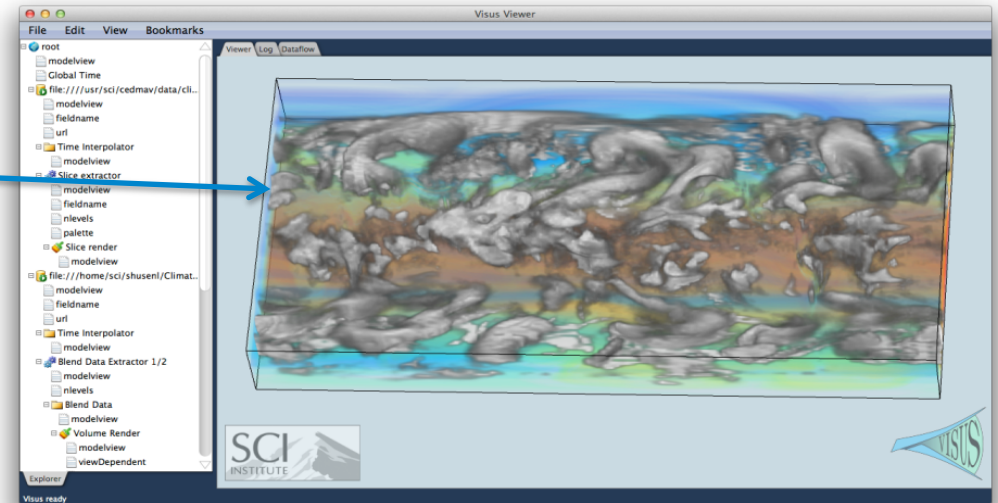 Visus Viewer
File Edit View Bookmarks
root
modelview
Global Time
file:////usr/sci/cedmav/data/cli..
modelview
fieldname
url
Time Interpolator
modelview
Slice extractor
modelview
fieldname
nlevels
palette
Slice render
modelview
file:///home/sci/shusenl/Climat..
modelview
fieldname
url
Time Interpolator
modelview
Blend Data Extractor 1/2
modelview
nlevels
Blend Data
modelview
Volume Render
modelview
viewDependent
Explorer
Visus ready
Viewer Log Dataflow
SCI
INSTITUTE
VISUS